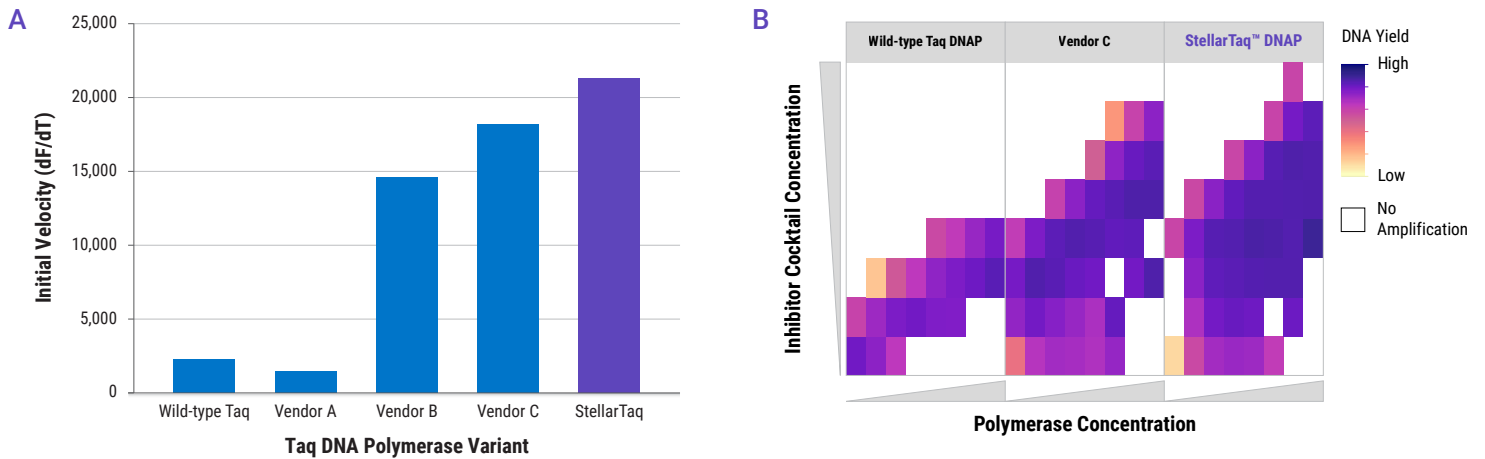 A
Initial Velocity (dF/dT)
25,000
20,000
15,000
10,000
5,000
0
Wild-type Taq
Vendor A
Vendor B
Vendor C
StellarTaq
Taq DNA Polymerase Variant
B
Inhibitor Cocktail Concentration
Wild-type Taq DNAP
Vendor C
StellarTaq™ DNAP
Polymerase Concentration
DNA Yield
High
Low
No
Amplification